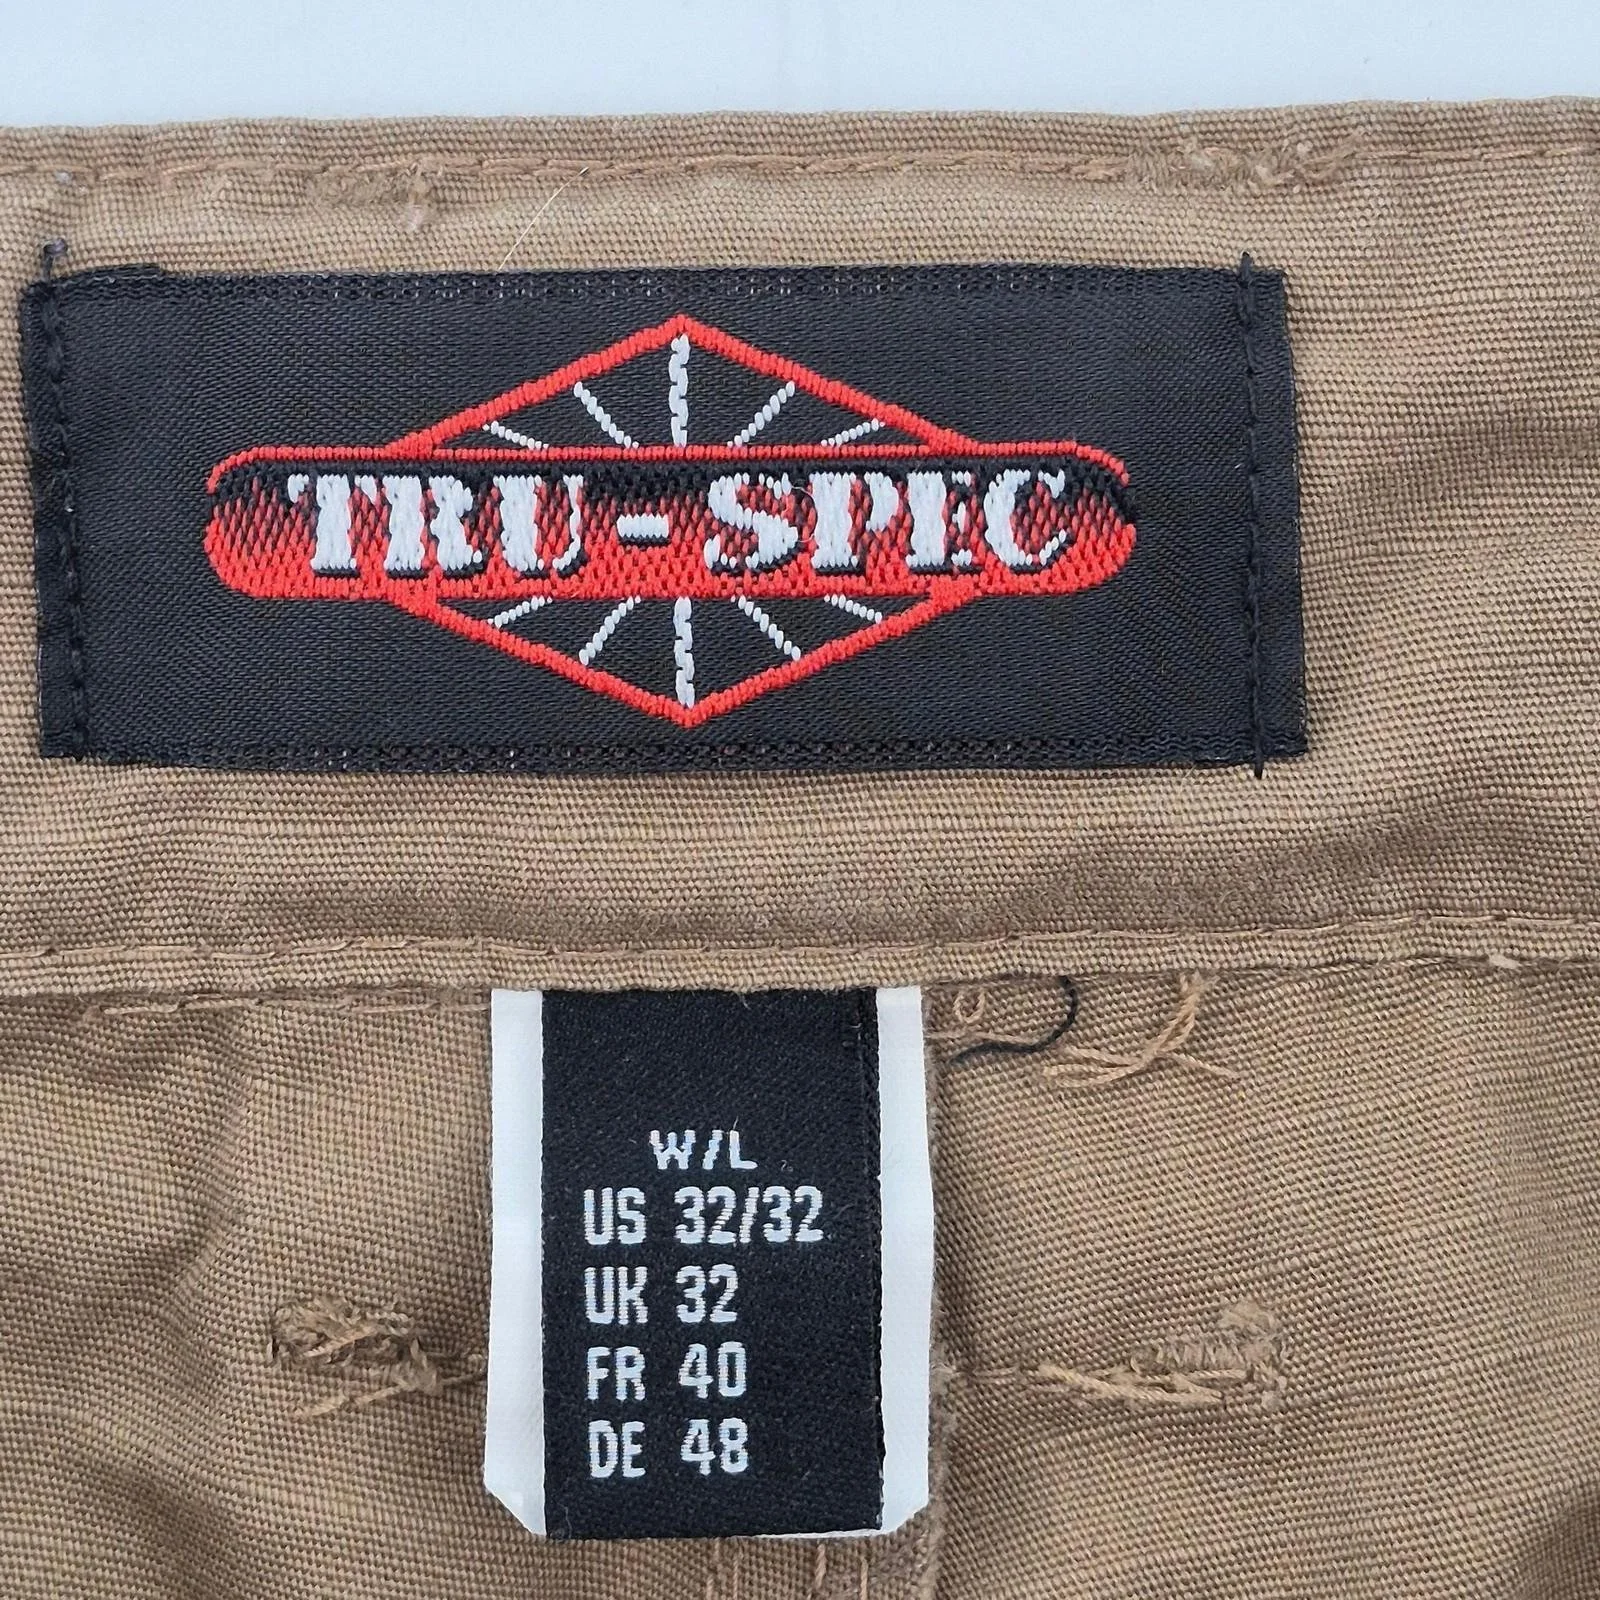 TRU-SPEC
W/L
US 32/32
UK 32
FR 40
DE 48